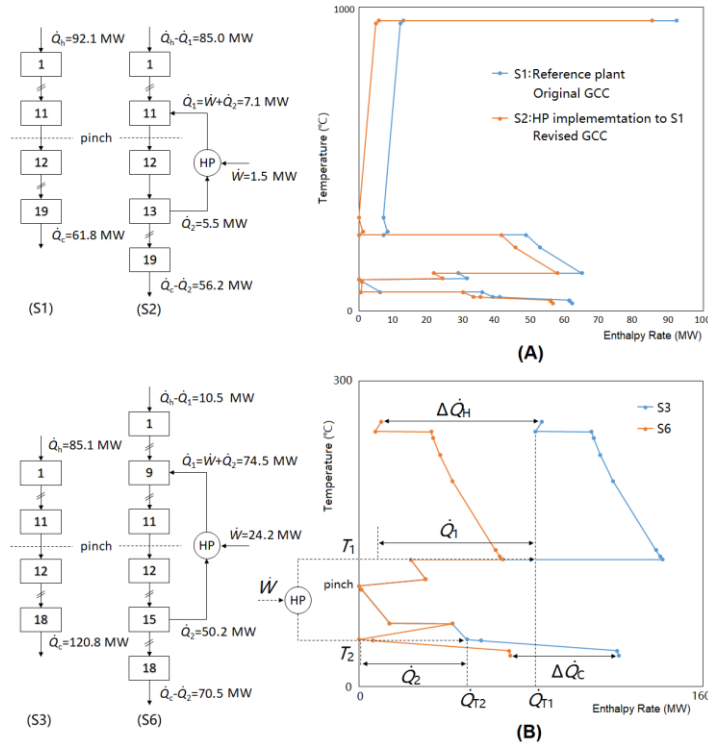 Q̇h=92.1 MW
1
11
pinch
12
19
Q̇c=61.8 MW
(S1)
Q̇h-Q̇1=85.0 MW
1
Q̇1=Ẇ+Q̇2=7.1 MW
11
12
HP
Ẇ=1.5 MW
13
Q̇2=5.5 MW
19
Q̇c-Q̇2=56.2 MW
(S2)
1000
Temperature (℃)
S1:Reference plant
Original GCC
S2:HP implementation to S1
Revised GCC
0
0
10
20
30
40
50
60
70
80
90
100
Enthalpy Rate (MW)
(A)
Q̇h=85.1 MW
1
11
pinch
12
18
Q̇c=120.8 MW
(S3)
Q̇h-Q̇1=10.5 MW
1
9
Q̇1=Ẇ+Q̇2=74.5 MW
11
12
HP
Ẇ=24.2 MW
15
Q̇2=50.2 MW
18
Q̇c-Q̇2=70.5 MW
(S6)
300
Temperature (℃)
ΔQ̇H
S3
S6
Q̇1
T1
pinch
Ẇ
HP
T2
Q̇2
ΔQ̇C
0
0
QT2
QT1
160
Enthalpy Rate (MW)
(B)